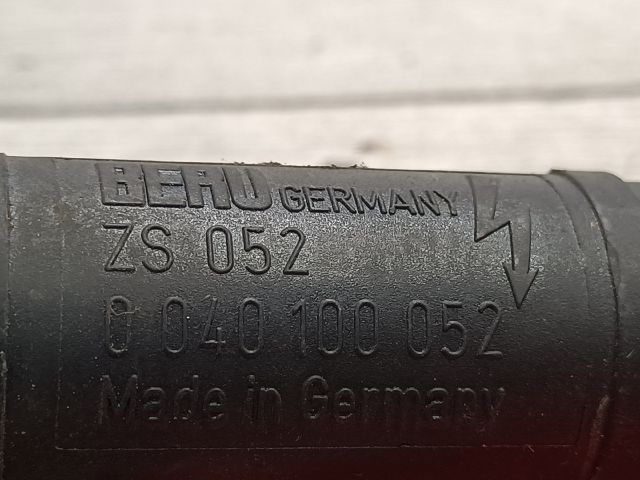 BERU GERMANY
ZS 052
0 040 100 052
Made in Germany